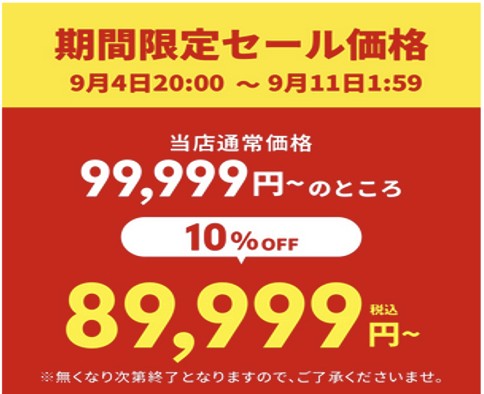 期間限定セール価格
9月4日20:00 ～ 9月11日1:59
当店通常価格
99,999円~のところ
10%OFF
89,999税込円~
※無くなり次第終了となりますので、ご了承くださいませ。